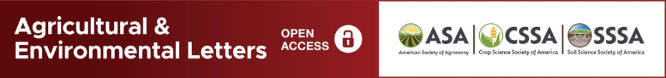 Agricultural &
Environmental Letters
OPEN
ACCESS
ASA
American Society of Agronomy
CSSA
Crop Science Society of America
SSSA
Soil Science Society of America